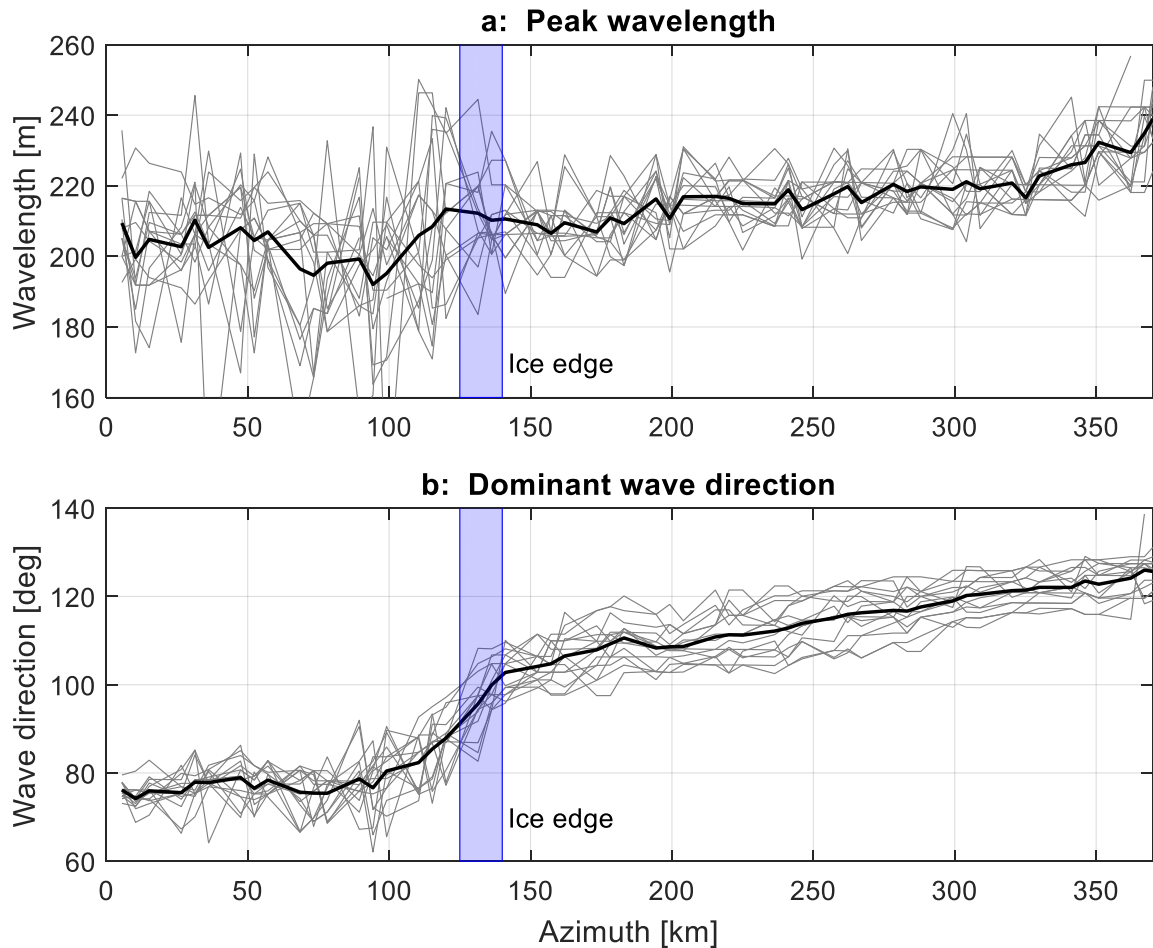 a:  Peak wavelength
Wavelength [m]
260
240
220
200
180
160
Ice edge
0 50 100 150 200 250 300 350
b:  Dominant wave direction
Wave direction [deg]
140
120
100
80
60
Ice edge
0 50 100 150 200 250 300 350
Azimuth [km]